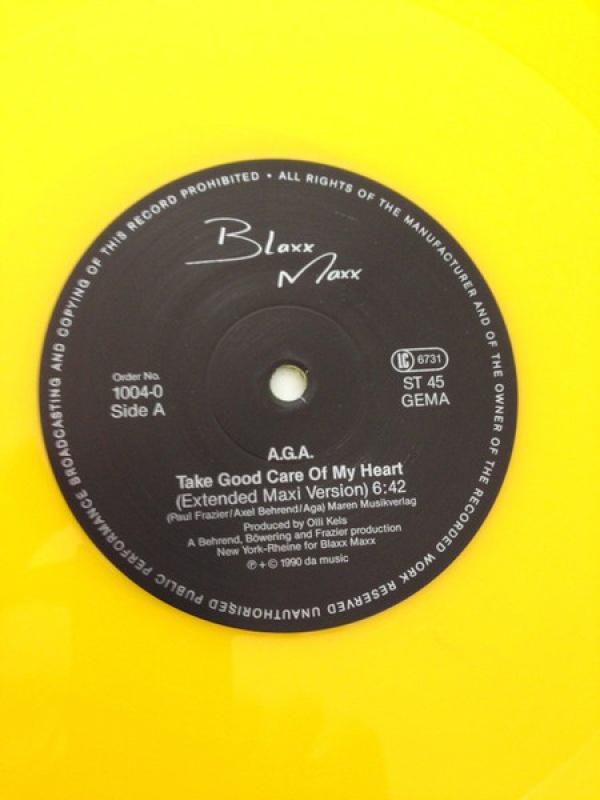 ALL RIGHTS OF THE MANUFACTURER AND OF THE OWNER OF THE RECORDED WORK RESERVED UNAUTHORISED PUBLIC PERFORMANCE BROADCASTING AND COPYING OF THIS RECORD PROHIBITED •
Blaxx
Maxx
Order No.
1004-0
Side A
LC 6731
ST 45
GEMA
A.G.A.
Take Good Care Of My Heart
(Extended Maxi Version) 6:42
(Paul Frazier/Axel Behrend/Aga) Maren Musikverlag
Produced by Olli Kels
A Behrend, Böwering and Frazier production
New York-Rheine for Blaxx Maxx
℗ + © 1990 da music